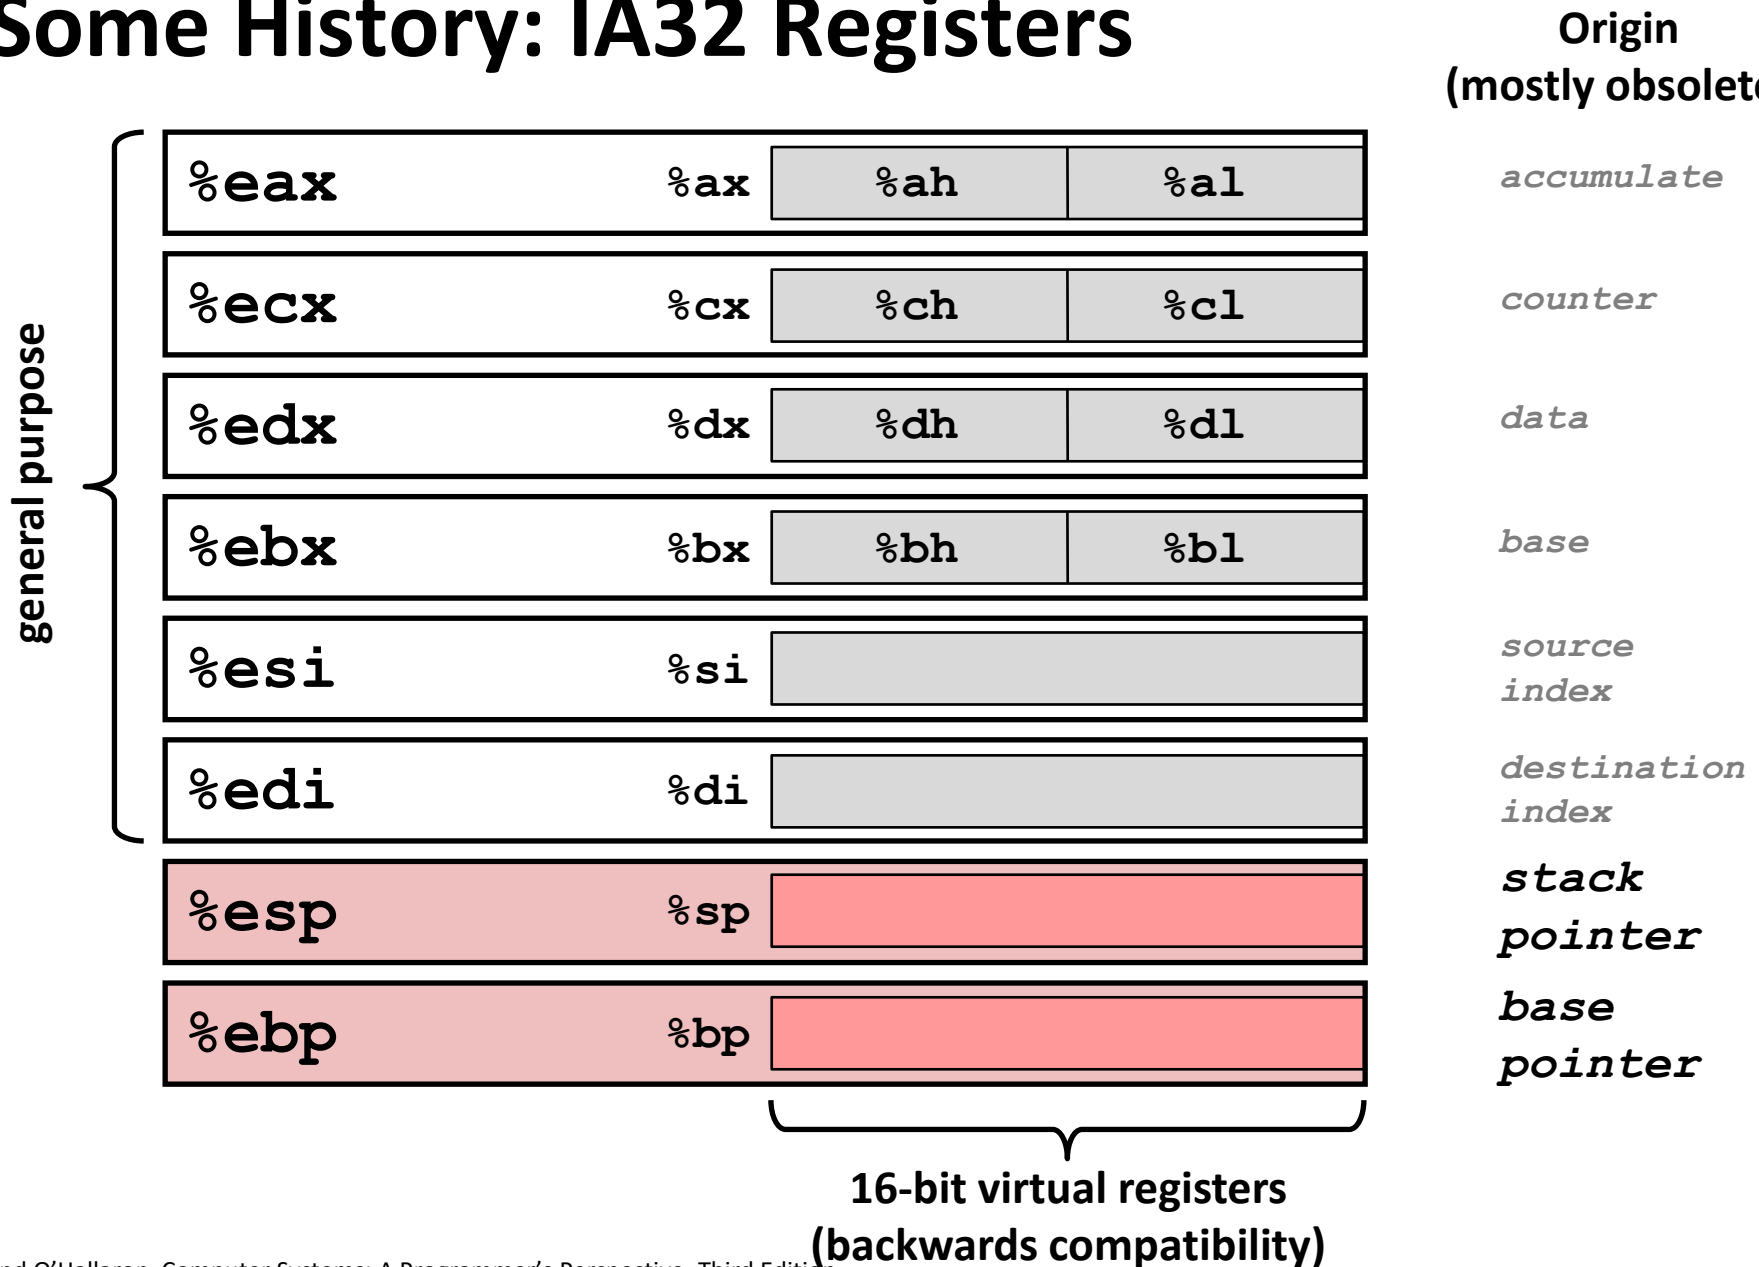 Some History: IA32 Registers
Origin
(mostly obsolete
general purpose
%eax %ax %ah %al accumulate
%ecx %cx %ch %cl counter
%edx %dx %dh %dl data
%ebx %bx %bh %bl base
%esi %si source
index
%edi %di destination
index
%esp %sp stack
pointer
%ebp %bp base
pointer
16-bit virtual registers
(backwards compatibility)
nd O'Hallaron, Computer Systems: A Programmer's Perspective, Third Edition